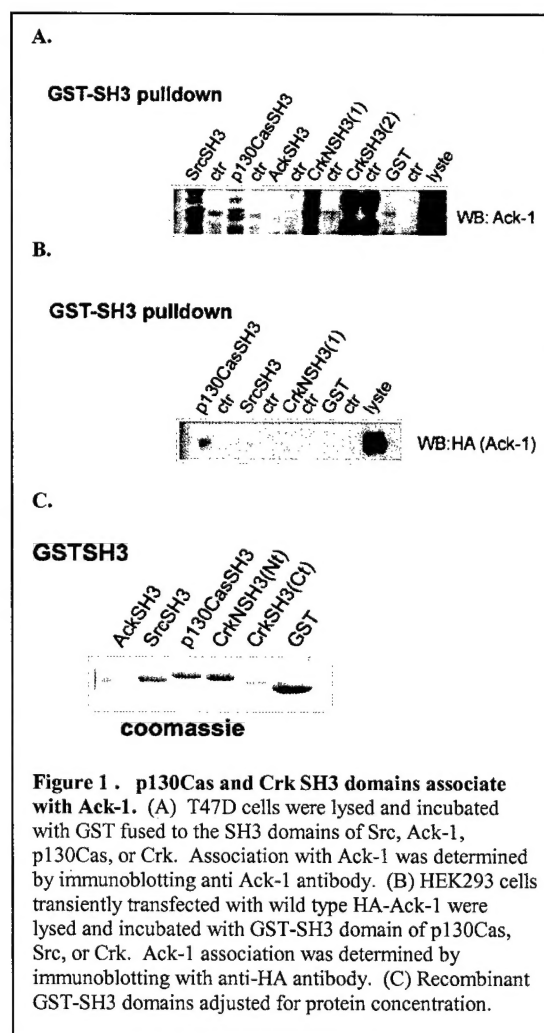 A.
GST-SH3 pulldown
SrcSH3 ctr p130CasSH3 ctr AckSH3 ctr CrkNSH3(1) ctr CrkSH3(2) ctr GST ctr lyste
WB: Ack-1
B.
GST-SH3 pulldown
p130CasSH3 ctr SrcSH3 ctr CrkNSH3(1) ctr GST ctr lyste
WB:HA (Ack-1)
C.
GSTSH3
AckSH3 SrcSH3 p130CasSH3 CrkNSH3(Nt) CrkSH3(Ct) GST
coomassie
Figure 1 . p130Cas and Crk SH3 domains associate
with Ack-1. (A) T47D cells were lysed and incubated
with GST fused to the SH3 domains of Src, Ack-1,
p130Cas, or Crk. Association with Ack-1 was determined
by immunoblotting anti Ack-1 antibody. (B) HEK293 cells
transiently transfected with wild type HA-Ack-1 were
lysed and incubated with GST-SH3 domain of p130Cas,
Src, or Crk. Ack-1 association was determined by
immunoblotting with anti-HA antibody. (C) Recombinant
GST-SH3 domains adjusted for protein concentration.